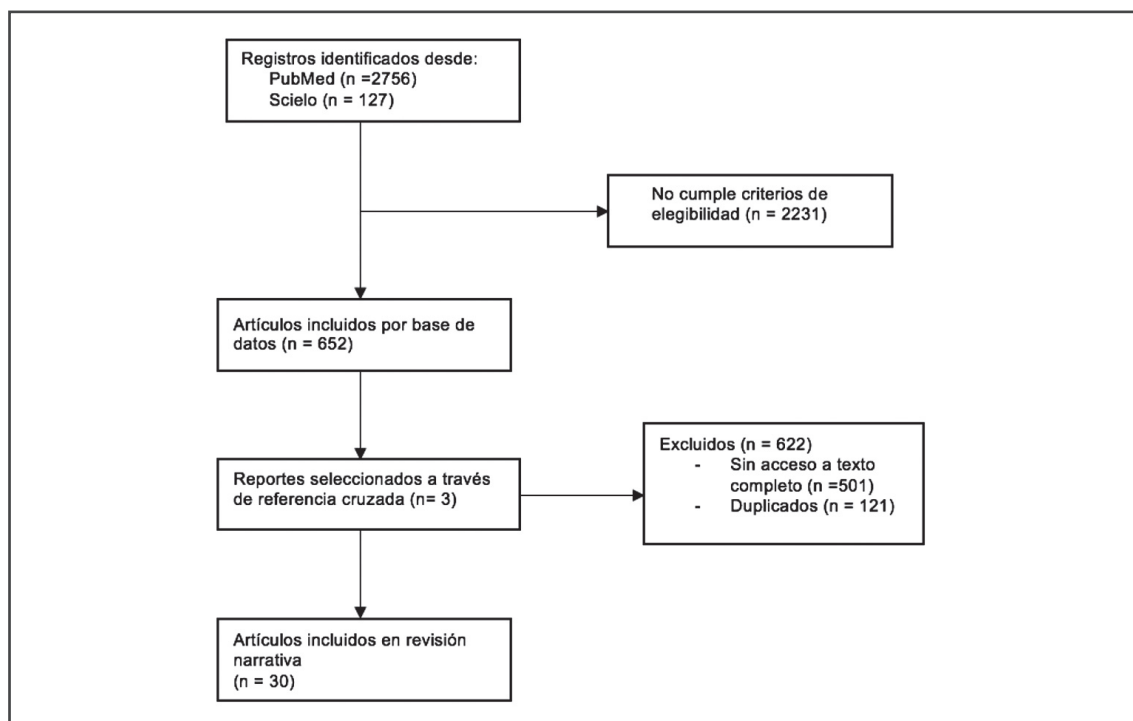 Registros identificados desde:
PubMed (n =2756)
Scielo (n = 127)
No cumple criterios de
elegibilidad (n = 2231)
Artículos incluidos por base de
datos (n = 652)
Reportes seleccionados a través
de referencia cruzada (n= 3)
Excluidos (n = 622)
- Sin acceso a texto
completo (n =501)
- Duplicados (n = 121)
Artículos incluidos en revisión
narrativa
(n = 30)